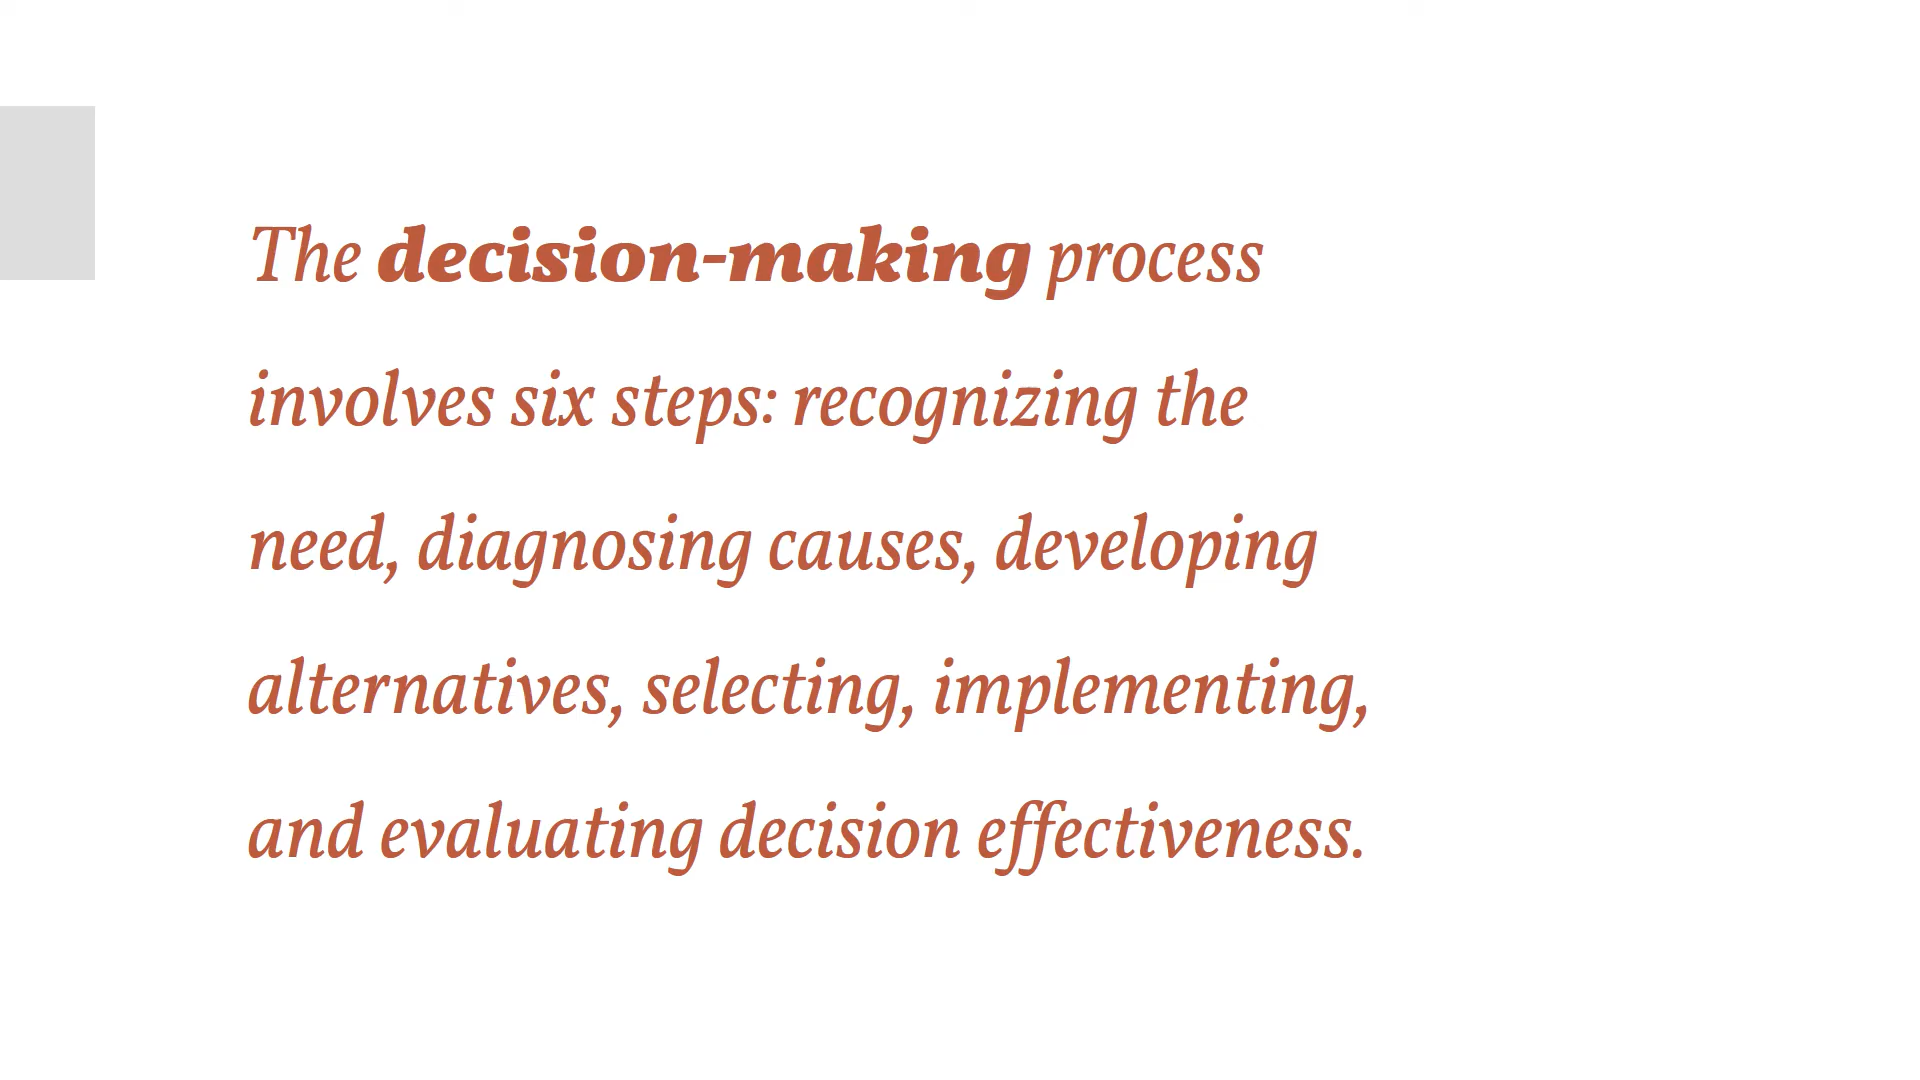 The decision-making process
involves six steps: recognizing the
need, diagnosing causes, developing
alternatives, selecting, implementing,
and evaluating decision effectiveness.